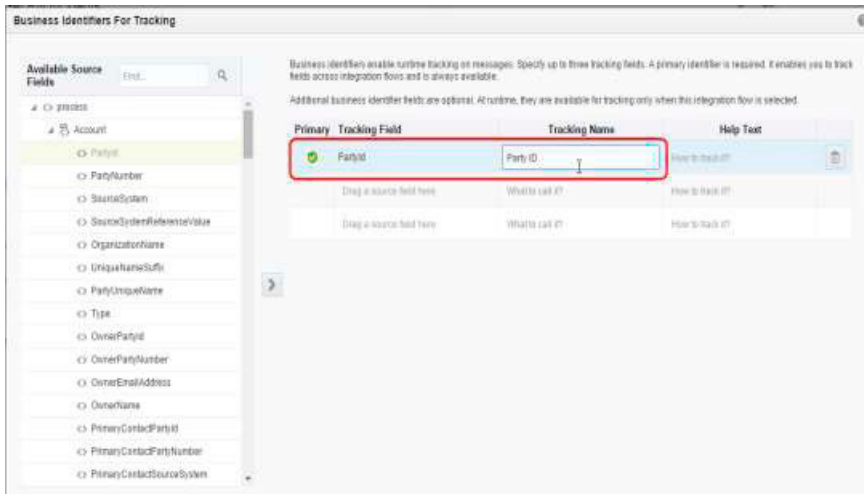 Business Identifiers For Tracking
Available Source Fields
Find...
Business identifiers enable runtime tracking on messages. Specify up to three tracking fields. A primary identifier is required. It enables you to track
fields across integration flows and is always available.
Additional business identifier fields are optional. At runtime, they are available for tracking only when this integration flow is selected.
process
Account
PartyId
PartyNumber
SourceSystem
SourceSystemReferenceValue
OrganizationName
UniqueNameSuffix
PartyUniqueName
Type
OwnerPartyId
OwnerPartyNumber
OwnerEmailAddress
OwnerName
PrimaryContactPartyId
PrimaryContactPartyNumber
PrimaryContactSourceSystem
Primary Tracking Field Tracking Name Help Text
PartyId Party ID How to track it?
Drag a source field here What to call it? How to track it?
Drag a source field here What to call it? How to track it?